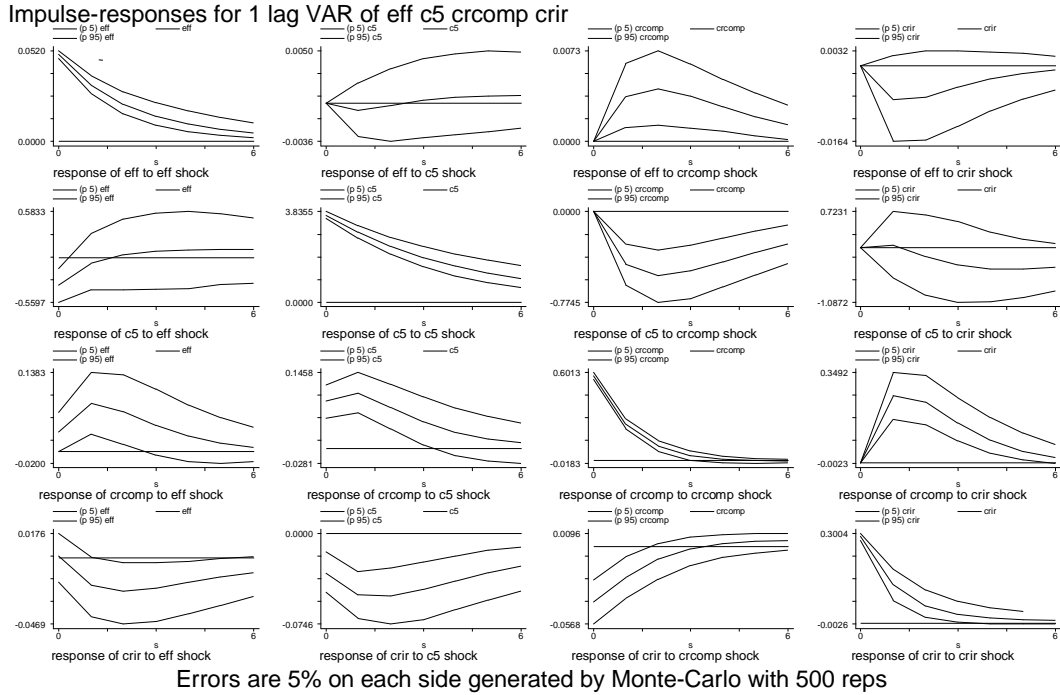 Impulse-responses for 1 lag VAR of eff c5 crcomp crir
(p 5) eff eff
(p 95) eff
0.0520
0.0000
0 6
s
response of eff to eff shock
(p 5) c5 c5
(p 95) c5
0.0050
-0.0036
0 6
s
response of eff to c5 shock
(p 5) crcomp crcomp
(p 95) crcomp
0.0073
0.0000
0 6
s
response of eff to crcomp shock
(p 5) crir crir
(p 95) crir
0.0032
-0.0164
0 6
s
response of eff to crir shock
(p 5) eff eff
(p 95) eff
0.5833
-0.5597
0 6
s
response of c5 to eff shock
(p 5) c5 c5
(p 95) c5
3.8355
0.0000
0 6
s
response of c5 to c5 shock
(p 5) crcomp crcomp
(p 95) crcomp
0.0000
-0.7745
0 6
s
response of c5 to crcomp shock
(p 5) crir crir
(p 95) crir
0.7231
-1.0872
0 6
s
response of c5 to crir shock
(p 5) eff eff
(p 95) eff
0.1383
-0.0200
0 6
s
response of crcomp to eff shock
(p 5) c5 c5
(p 95) c5
0.1458
-0.0281
0 6
s
response of crcomp to c5 shock
(p 5) crcomp crcomp
(p 95) crcomp
0.6013
-0.0183
0 6
s
response of crcomp to crcomp shock
(p 5) crir crir
(p 95) crir
0.3492
-0.0023
0 6
s
response of crcomp to crir shock
(p 5) eff eff
(p 95) eff
0.0176
-0.0469
0 6
s
response of crir to eff shock
(p 5) c5 c5
(p 95) c5
0.0000
-0.0746
0 6
s
response of crir to c5 shock
(p 5) crcomp crcomp
(p 95) crcomp
0.0096
-0.0568
0 6
s
response of crir to crcomp shock
(p 5) crir crir
(p 95) crir
0.3004
-0.0026
0 6
s
response of crir to crir shock
Errors are 5% on each side generated by Monte-Carlo with 500 reps